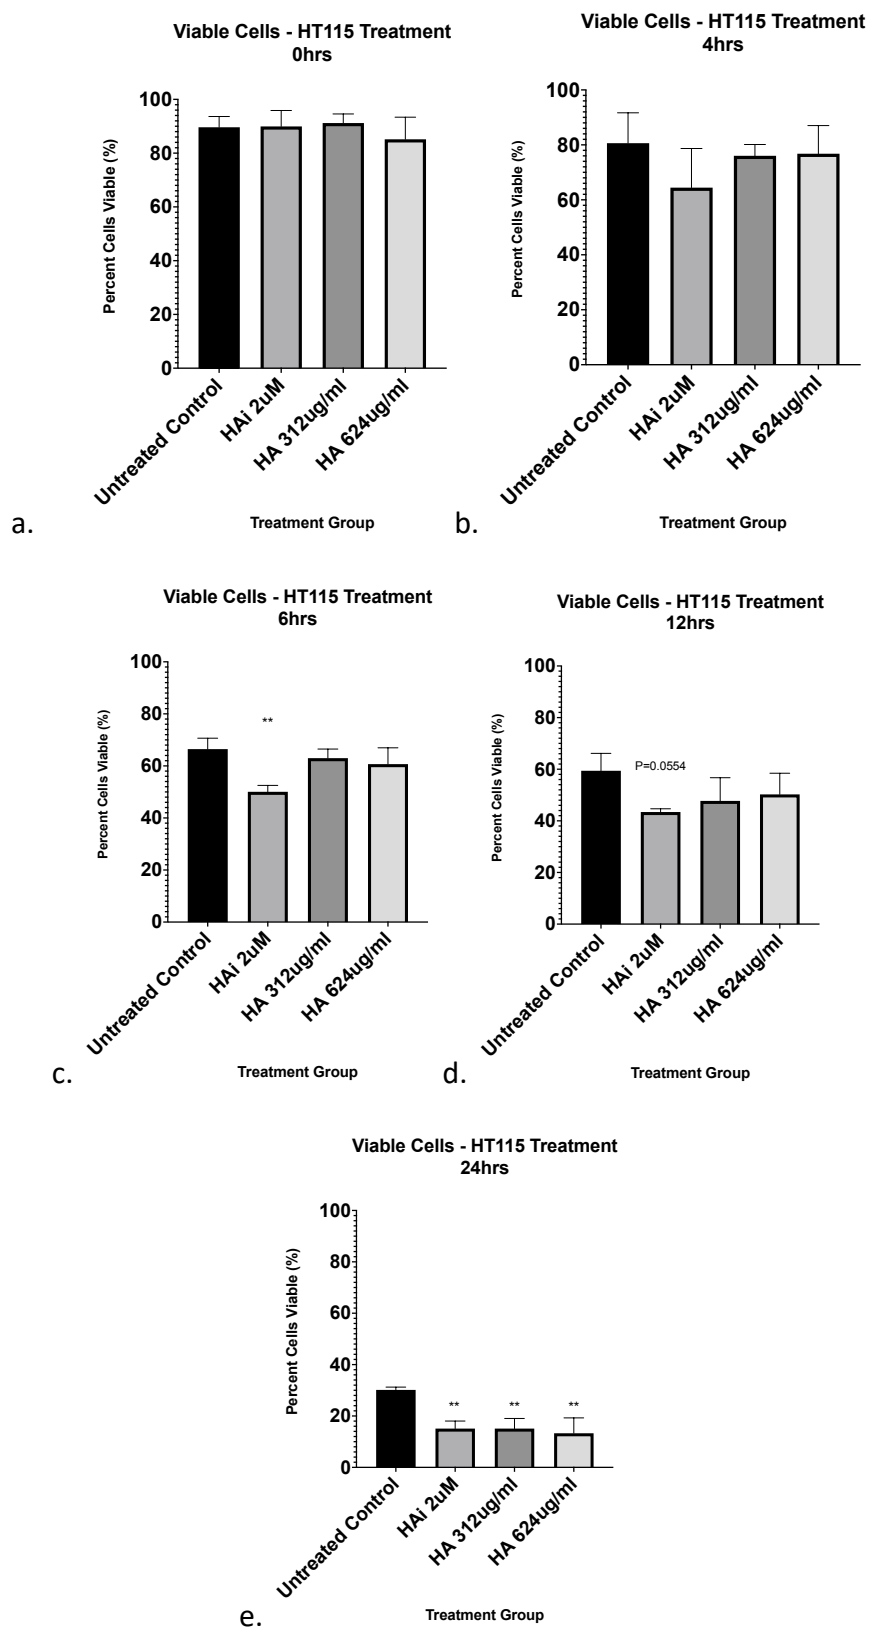 Viable Cells - HT115 Treatment
0hrs
Percent Cells Viable (%)
100
80
60
40
20
0
Untreated Control
HAi 2uM
HA 312ug/ml
HA 624ug/ml
Treatment Group
a.
Viable Cells - HT115 Treatment
4hrs
Percent Cells Viable (%)
100
80
60
40
20
0
Untreated Control
HAi 2uM
HA 312ug/ml
HA 624ug/ml
Treatment Group
b.
Viable Cells - HT115 Treatment
6hrs
Percent Cells Viable (%)
100
80
60
40
20
0
**
Untreated Control
HAi 2uM
HA 312ug/ml
HA 624ug/ml
Treatment Group
c.
Viable Cells - HT115 Treatment
12hrs
Percent Cells Viable (%)
100
80
60
40
20
0
P=0.0554
Untreated Control
HAi 2uM
HA 312ug/ml
HA 624ug/ml
Treatment Group
d.
Viable Cells - HT115 Treatment
24hrs
Percent Cells Viable (%)
100
80
60
40
20
0
** ** **
Untreated Control
HAi 2uM
HA 312ug/ml
HA 624ug/ml
Treatment Group
e.